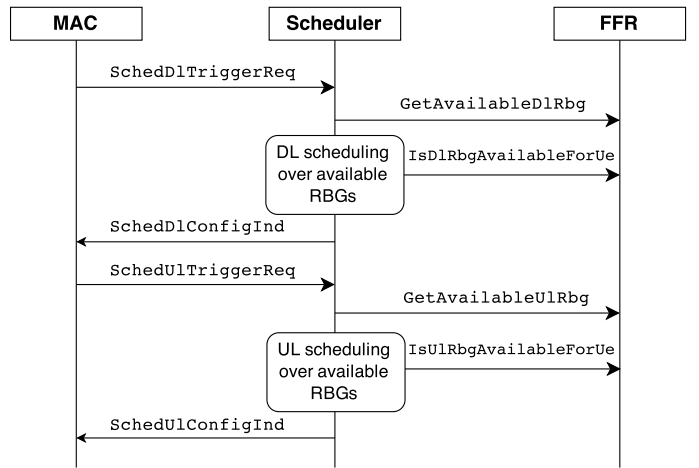 MAC
Scheduler
FFR
SchedDlTriggerReq
GetAvailableDlRbg
DL scheduling
over available
RBGs
IsDlRbgAvailableForUe
SchedDlConfigInd
SchedUlTriggerReq
GetAvailableUlRbg
UL scheduling
over available
RBGs
IsUlRbgAvailableForUe
SchedUlConfigInd